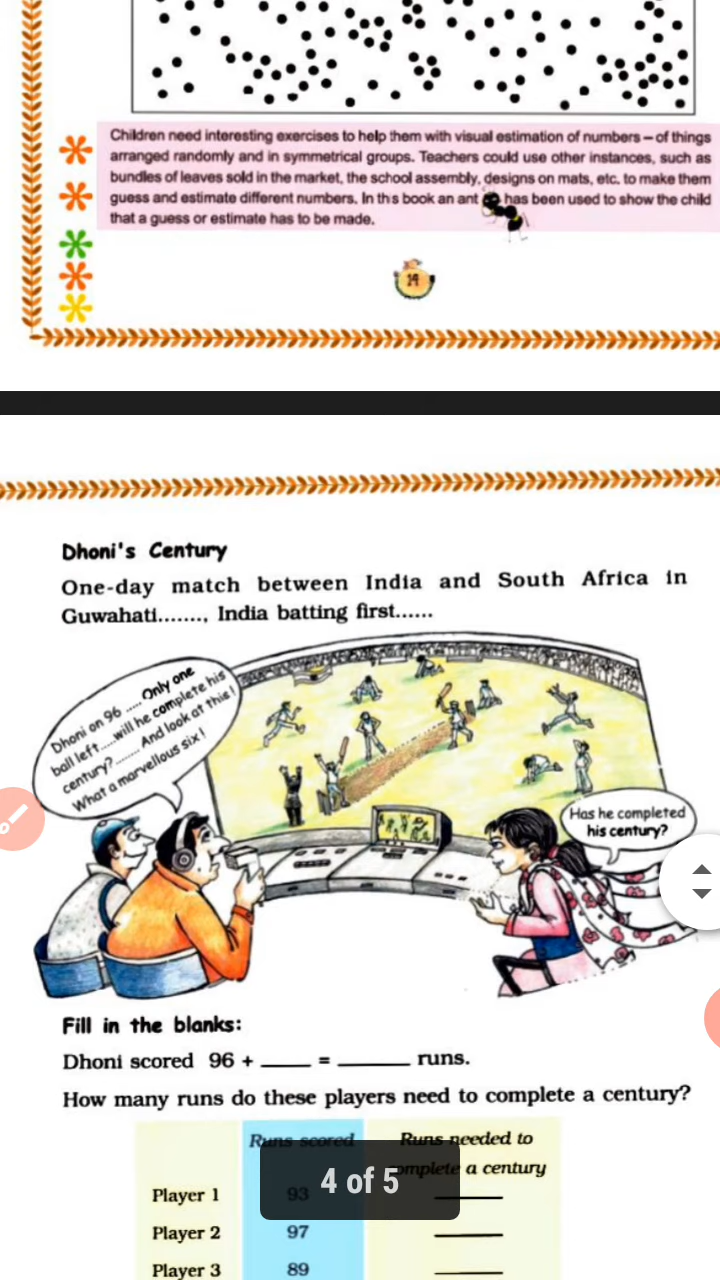 Children need interesting exercises to help them with visual estimation of numbers – of things
arranged randomly and in symmetrical groups. Teachers could use other instances, such as
bundles of leaves sold in the market, the school assembly, designs on mats, etc. to make them
guess and estimate different numbers. In this book an ant has been used to show the child
that a guess or estimate has to be made.
19
Dhoni's Century
One-day match between India and South Africa in
Guwahati......., India batting first......
Dhoni on 96 ..... Only one
ball left.....will he complete his
century? ........ And look at this!
What a marvellous six!
Has he completed
his century?
Fill in the blanks:
Dhoni scored 96 + ____ = ______ runs.
How many runs do these players need to complete a century?
Runs scored
Runs needed to
complete a century
4 of 5
Player 1 93 ______
Player 2 97 ______
Player 3 89 ______